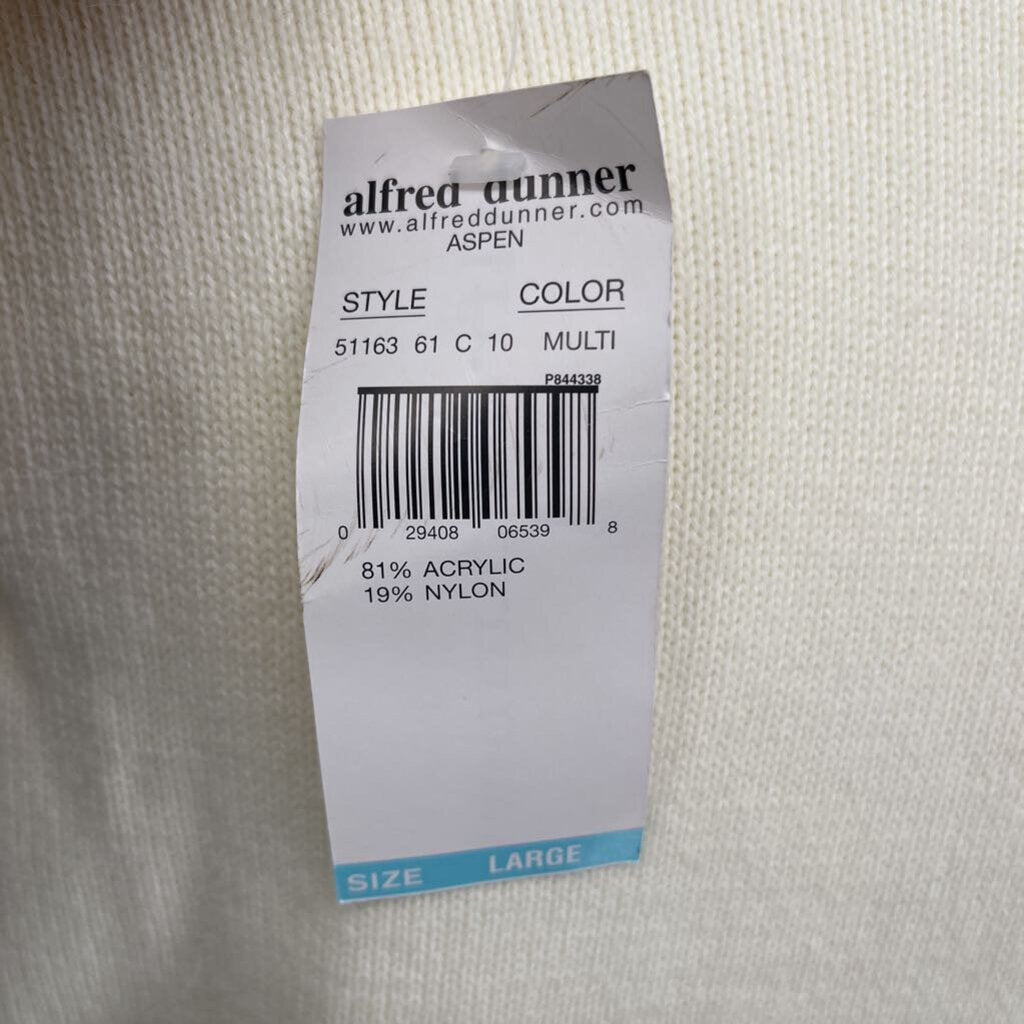 alfred dunner
www.alfreddunner.com
ASPEN
STYLE COLOR
51163 61 C 10 MULTI
P844338
0 29408 06539 8
81% ACRYLIC
19% NYLON
SIZE LARGE